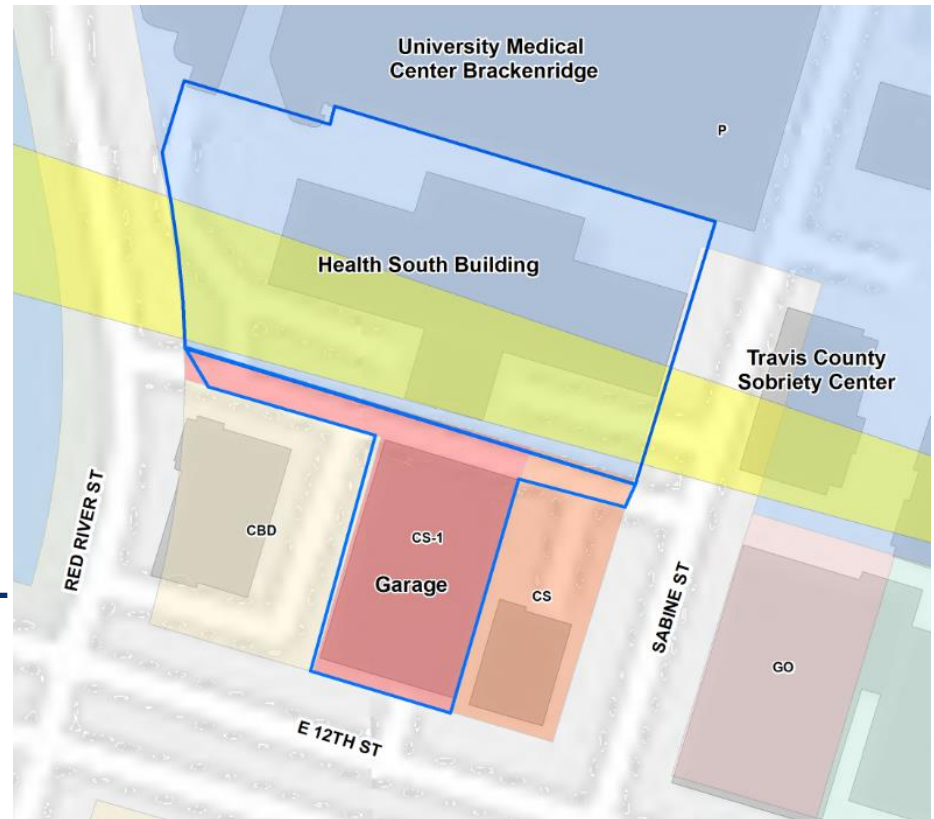 University Medical
Center Brackenridge
P
Health South Building
Travis County
Sobriety Center
RED RIVER ST
CBD
CS-1
Garage
CS
SABINE ST
GO
E 12TH ST